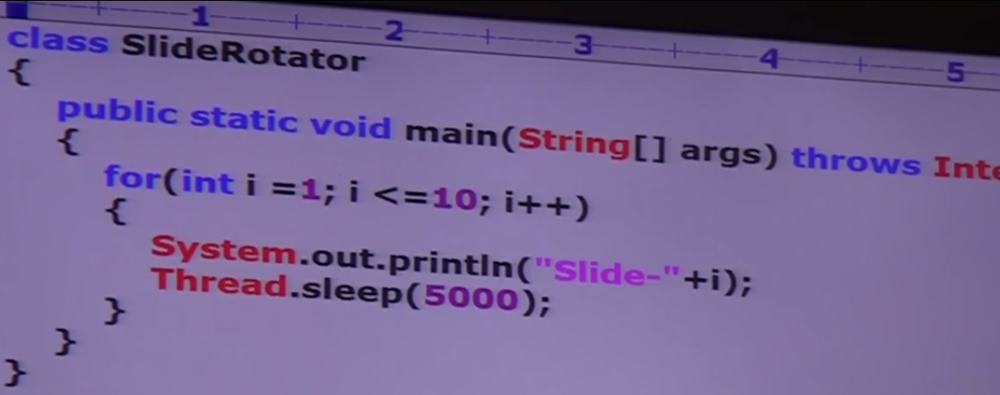 1 2 3 4 5
class SlideRotator
{
public static void main(String[] args) throws Inte
{
for(int i =1; i <=10; i++)
{
System.out.println("Slide-"+i);
Thread.sleep(5000);
}
}
}